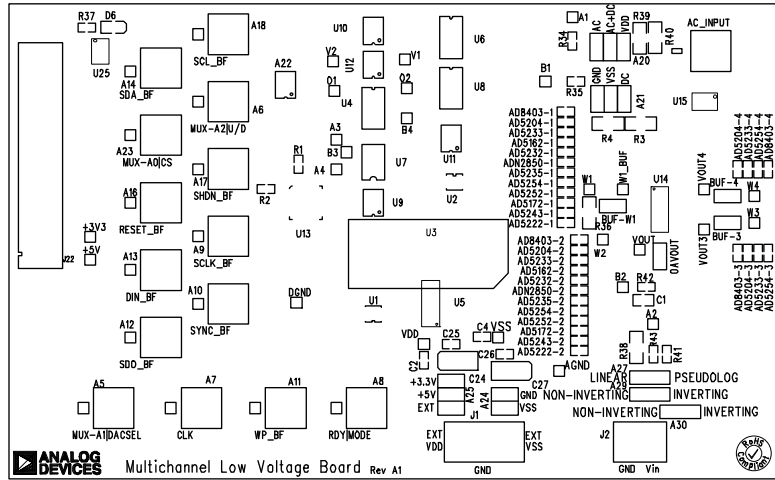 R37
D6
U25
A18
SCL_BF
A14
SDA_BF
A6
MUX-A2|U/D
A23
MUX-A0|CS
A17
SHDN_BF
A16
RESET_BF
+3V3
+5V
J22
A9
SCLK_BF
A13
DIN_BF
A10
SYNC_BF
A12
SDO_BF
A5
MUX-A1|DACSEL
A7
CLK
A11
WP_BF
A8
RDY|MODE
A22
U10
V2
U12
O1
U4
V1
O2
B4
A3
B3
R1
A4
R2
U13
U7
U9
U6
U8
U11
U2
U3
U5
U1
DGND
VDD
C25
C4
VSS
C2
C26
C24
C27
+3.3V
+5V
EXT
A25
A24
GND
VSS
J1
EXT
VDD
EXT
VSS
GND
AGND
A1
R34
AC
AC+DC
VDD
R39
A20
R40
AC_INPUT
B1
R35
GND
VSS
DC
A21
U15
R4
R3
AD8403-1
AD5204-1
AD5233-1
AD5162-1
AD5232-1
ADN2850-1
AD5235-1
AD5254-1
AD5252-1
AD5172-1
AD5243-1
AD5222-1
W1
W1_BUF
BUF-W1
R36
W2
U14
VOUT4
BUF-4
W4
W3
BUF-3
VOUT3
AD5204-4
AD5233-4
AD5254-4
AD8403-4
AD8403-3
AD5204-3
AD5233-3
AD5254-3
AD8403-2
AD5204-2
AD5233-2
AD5162-2
AD5232-2
ADN2850-2
AD5235-2
AD5254-2
AD5252-2
AD5172-2
AD5243-2
AD5222-2
VOUT
OAVOUT
B2
R42
C1
A2
R38
R43
R41
A27
LINEAR
PSEUDOLOG
A29
NON-INVERTING
INVERTING
NON-INVERTING
INVERTING
A30
J2
GND Vin
ANALOG
DEVICES
Multichannel Low Voltage Board Rev A1
RoHS
Compliant